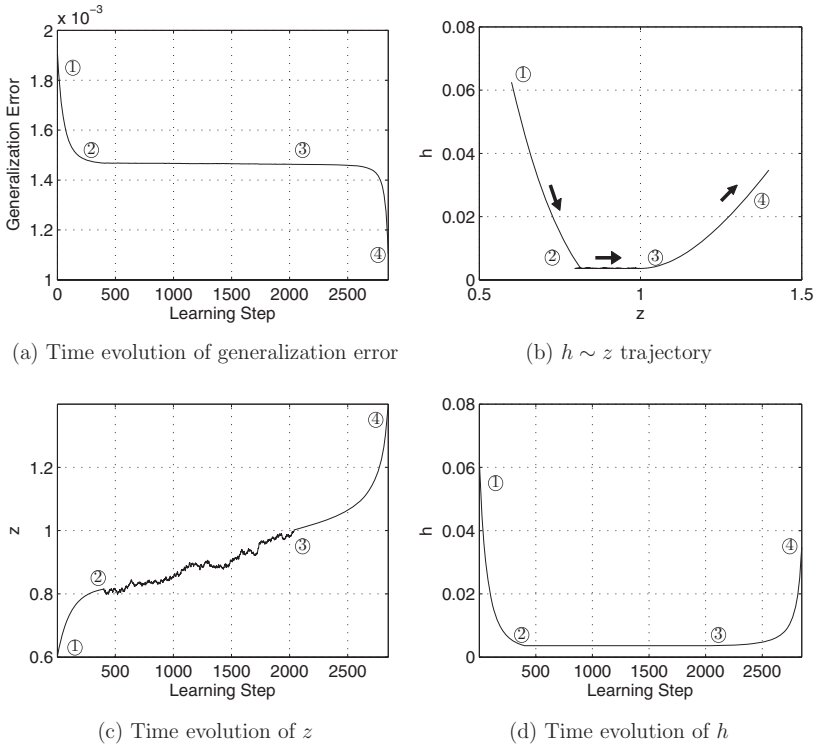 2 x 10⁻³
1.8
1.6
1.4
1.2
1
0 500 1000 1500 2000 2500
Generalization Error
Learning Step
① ② ③ ④
(a) Time evolution of generalization error
0.08
0.06
0.04
0.02
0
0.5 1 1.5
h
z
① ② ③ ④
(b) h ∼ z trajectory
1.2
1
0.8
0.6
500 1000 1500 2000 2500
z
Learning Step
① ② ③ ④
(c) Time evolution of z
0.08
0.06
0.04
0.02
0
500 1000 1500 2000 2500
h
Learning Step
① ② ③ ④
(d) Time evolution of h